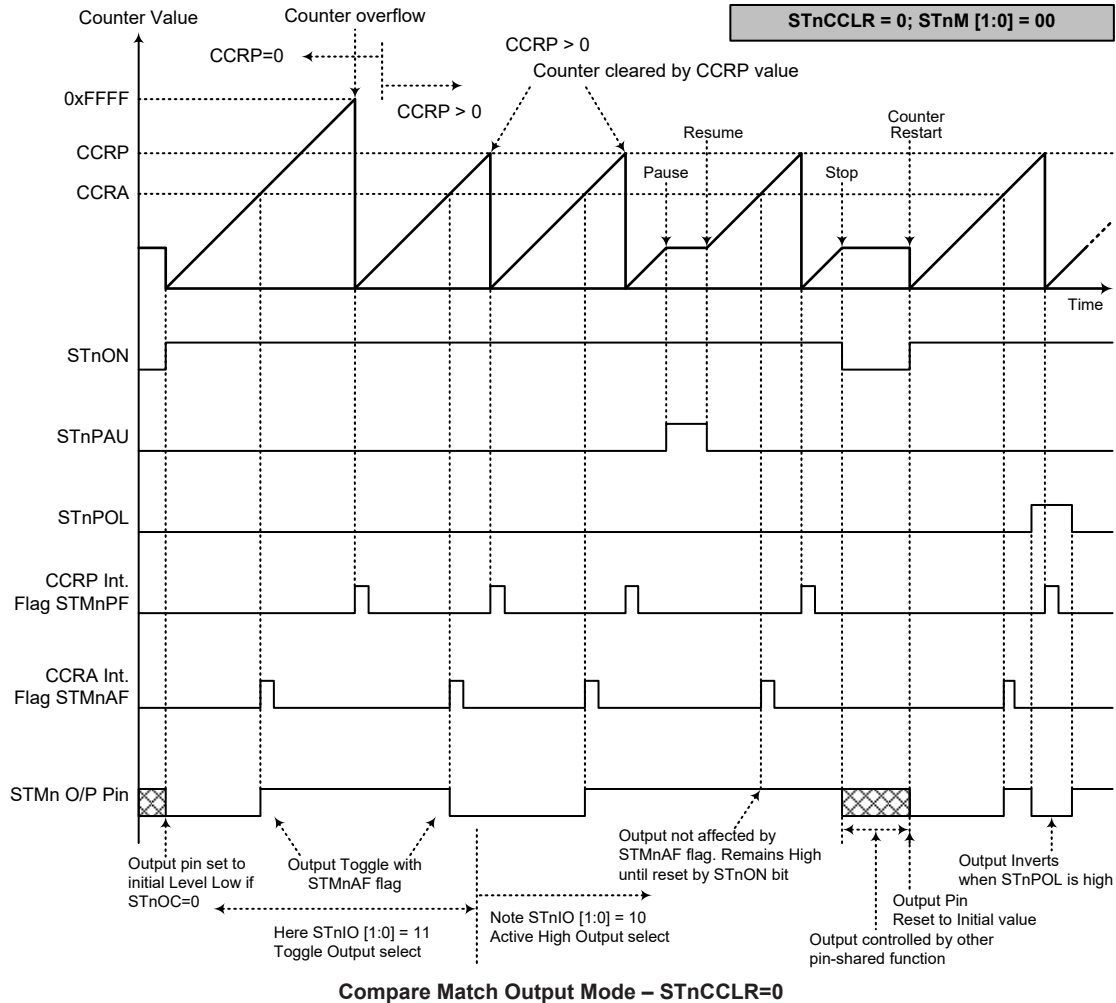 Counter Value
Counter overflow
STnCCLR = 0; STnM [1:0] = 00
CCRP=0
CCRP > 0
CCRP > 0
Counter cleared by CCRP value
0xFFFF
CCRP
CCRA
Pause
Resume
Stop
Counter
Restart
Time
STnON
STnPAU
STnPOL
CCRP Int.
Flag STMnPF
CCRA Int.
Flag STMnAF
STMn O/P Pin
Output pin set to
initial Level Low if
STnOC=0
Output Toggle with
STMnAF flag
Here STnIO [1:0] = 11
Toggle Output select
Note STnIO [1:0] = 10
Active High Output select
Output not affected by
STMnAF flag. Remains High
until reset by STnON bit
Output controlled by other
pin-shared function
Output Pin
Reset to Initial value
Output Inverts
when STnPOL is high
Compare Match Output Mode – STnCCLR=0